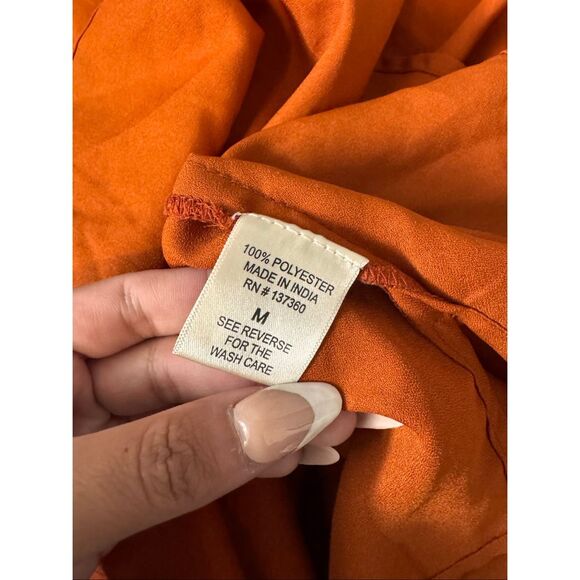 100% POLYESTER
MADE IN INDIA
RN # 137360
M
SEE REVERSE
FOR THE
WASH CARE